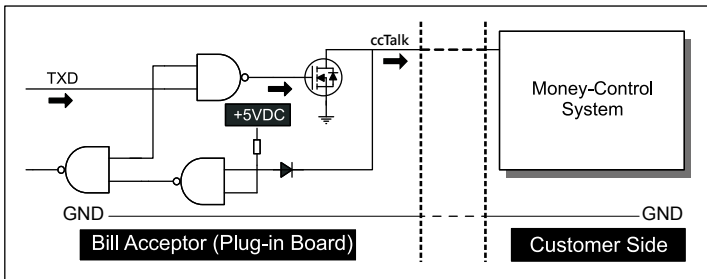 ccTalk
TXD
+5VDC
Money-Control
System
GND
GND
Bill Acceptor (Plug-in Board)
Customer Side